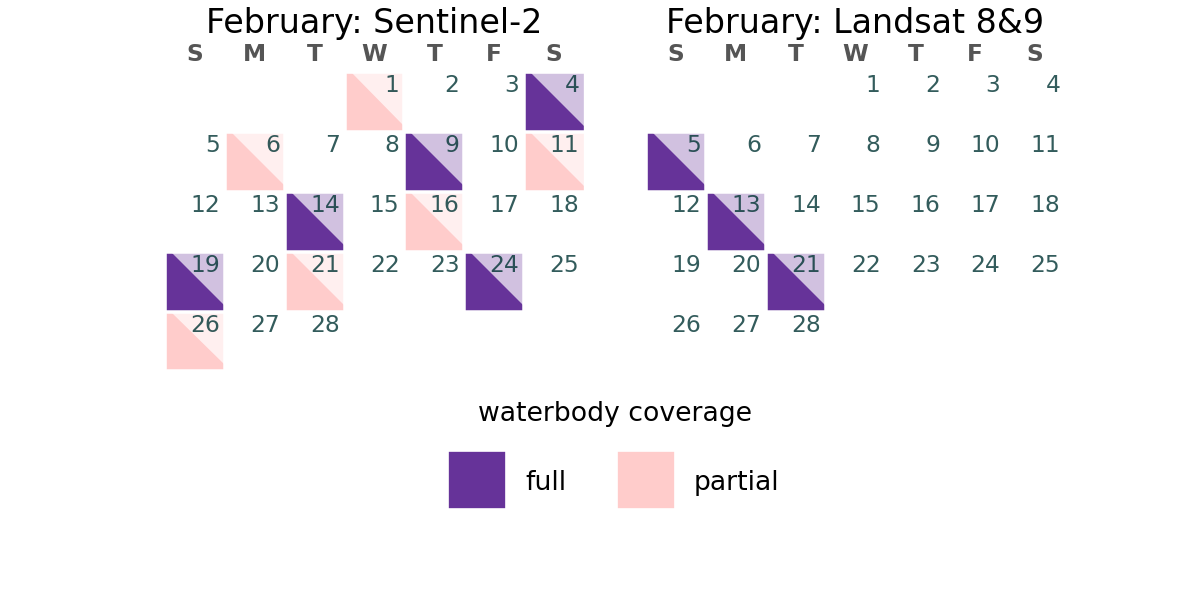 February: Sentinel-2
S M T W T F S
1 2 3 4
5 6 7 8 9 10 11
12 13 14 15 16 17 18
19 20 21 22 23 24 25
26 27 28
February: Landsat 8&9
S M T W T F S
1 2 3 4
5 6 7 8 9 10 11
12 13 14 15 16 17 18
19 20 21 22 23 24 25
26 27 28
waterbody coverage
full partial